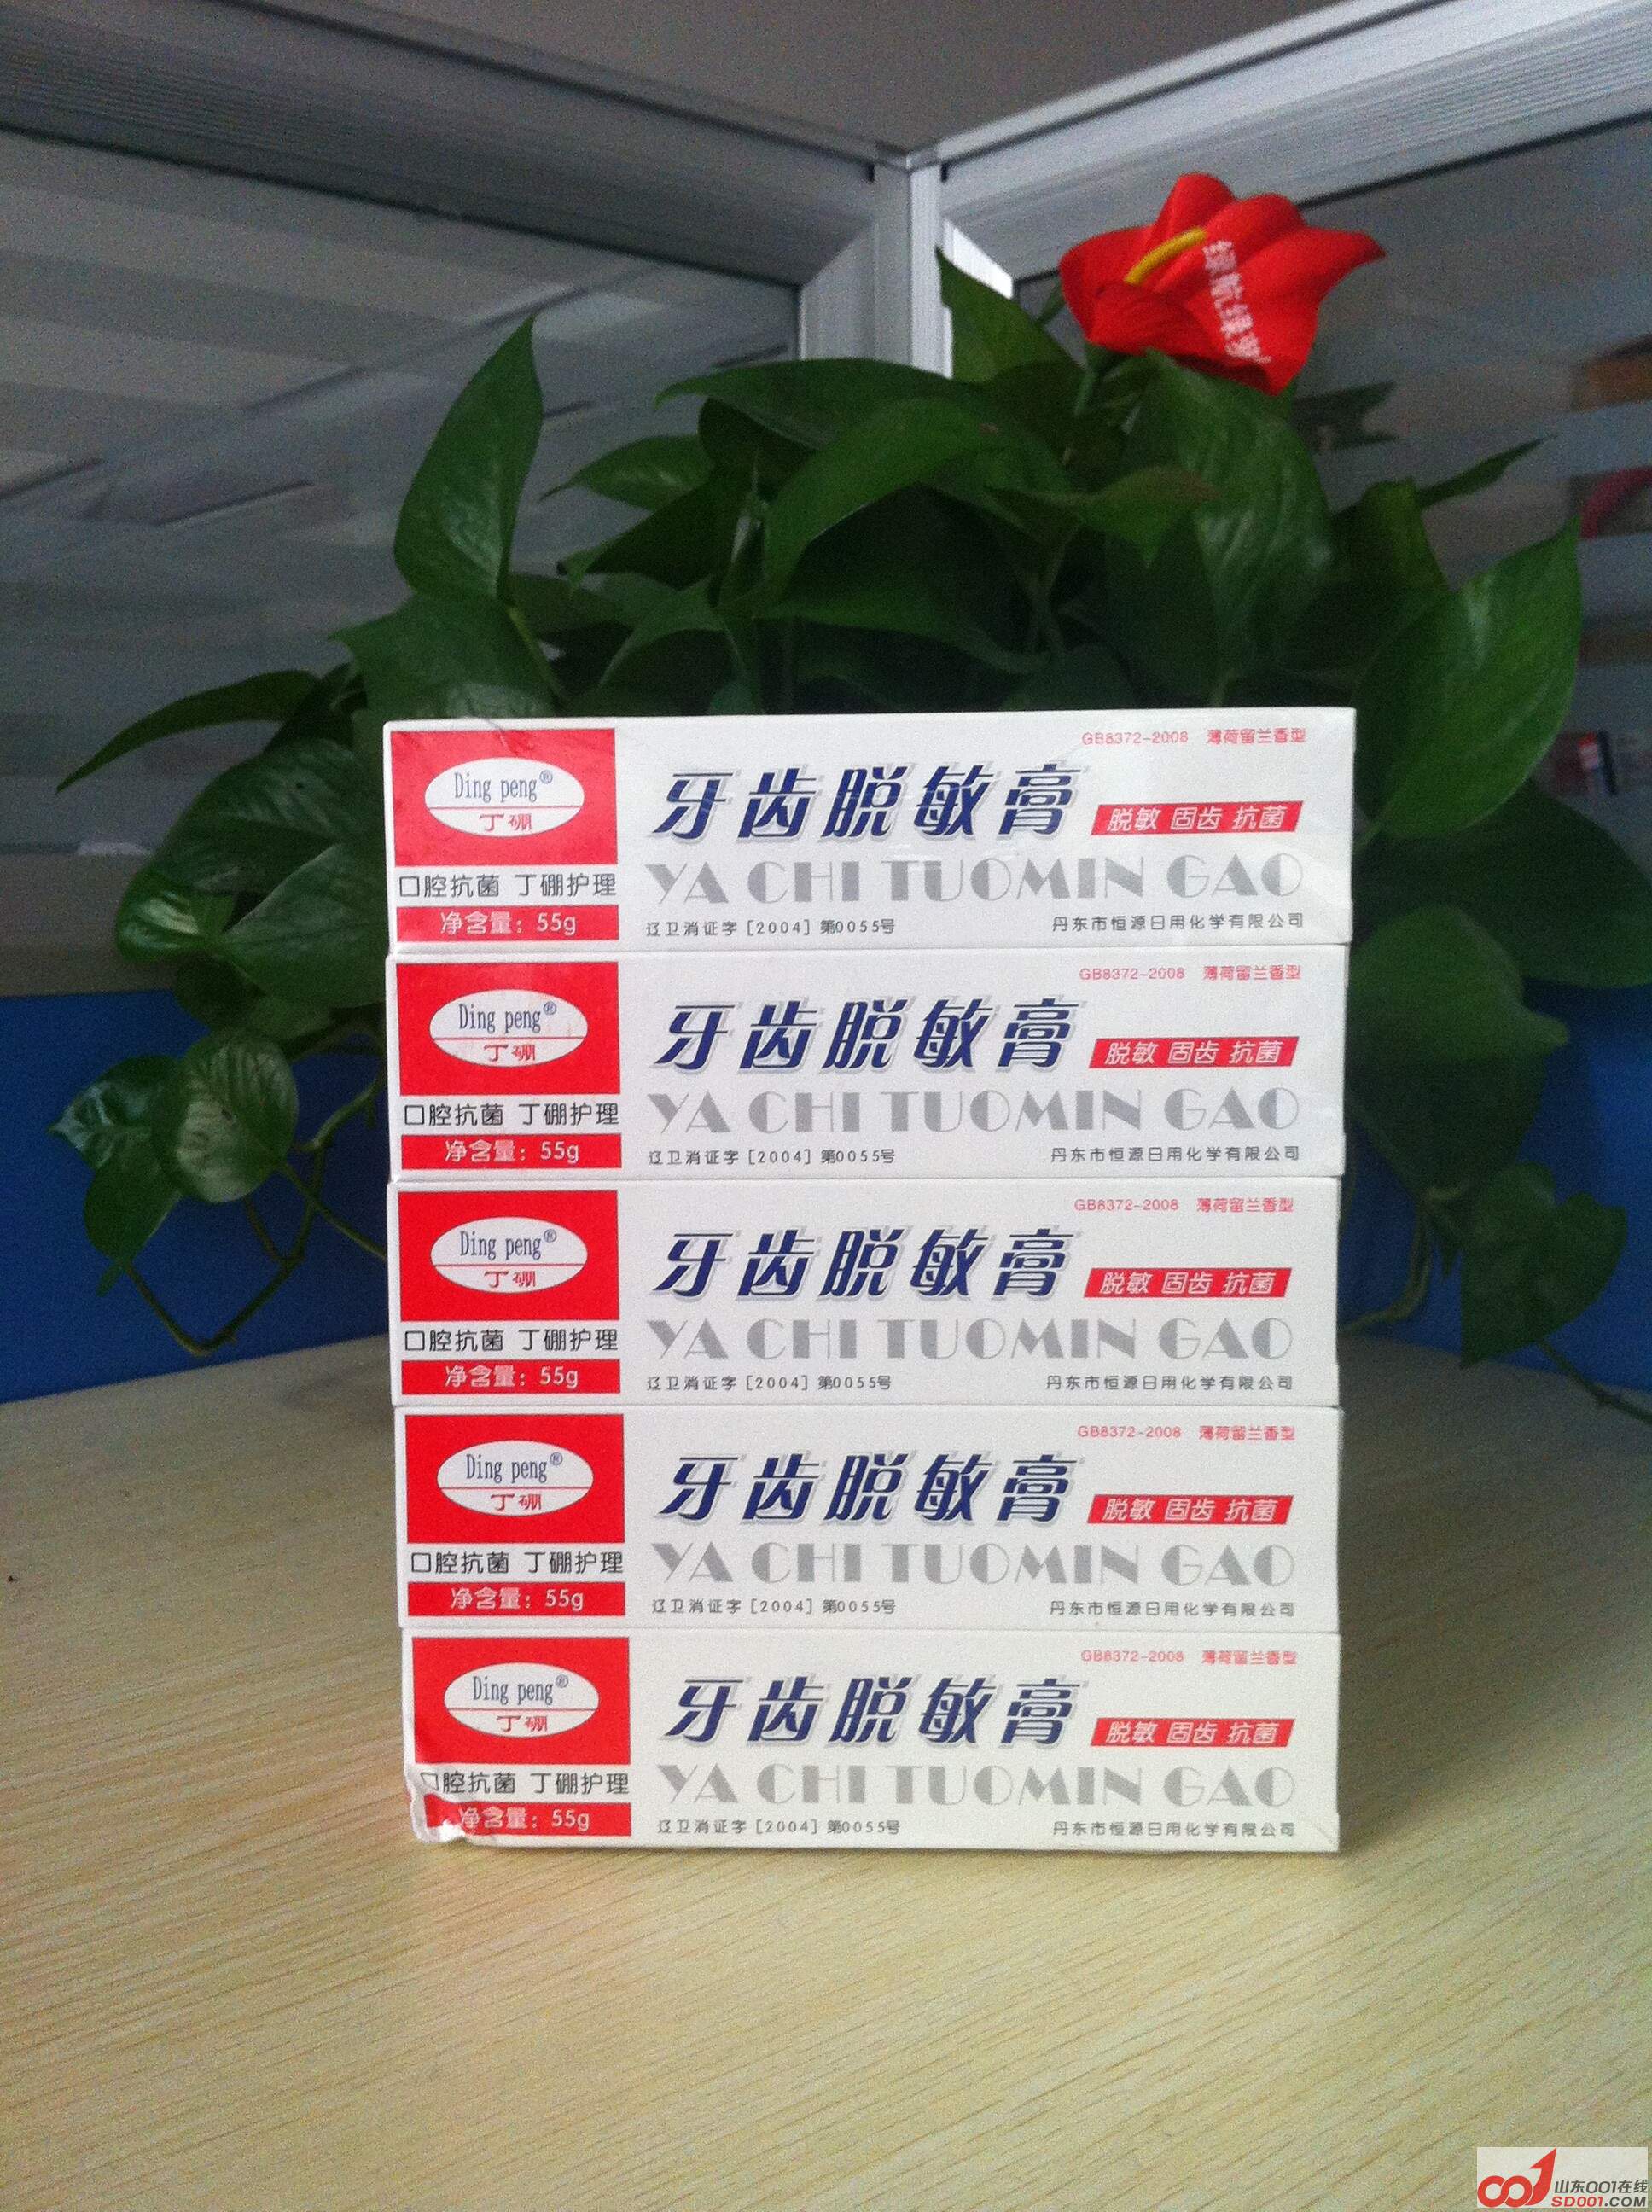 绿航绿萝
GB8372-2008 薄荷留兰香型
Ding peng®
丁硼
牙齿脱敏膏
脱敏 固齿 抗菌
YA CHI TUOMIN GAO
口腔抗菌 丁硼护理
净含量：55g
辽卫消证字［2004］第0055号
丹东市恒源日用化学有限公司
GB8372-2008 薄荷留兰香型
Ding peng®
丁硼
牙齿脱敏膏
脱敏 固齿 抗菌
YA CHI TUOMIN GAO
口腔抗菌 丁硼护理
净含量：55g
辽卫消证字［2004］第0055号
丹东市恒源日用化学有限公司
GB8372-2008 薄荷留兰香型
Ding peng®
丁硼
牙齿脱敏膏
脱敏 固齿 抗菌
YA CHI TUOMIN GAO
口腔抗菌 丁硼护理
净含量：55g
辽卫消证字［2004］第0055号
丹东市恒源日用化学有限公司
GB8372-2008 薄荷留兰香型
Ding peng®
丁硼
牙齿脱敏膏
脱敏 固齿 抗菌
YA CHI TUOMIN GAO
口腔抗菌 丁硼护理
净含量：55g
辽卫消证字［2004］第0055号
丹东市恒源日用化学有限公司
GB8372-2008 薄荷留兰香型
Ding peng®
丁硼
牙齿脱敏膏
脱敏 固齿 抗菌
YA CHI TUOMIN GAO
口腔抗菌 丁硼护理
净含量：55g
辽卫消证字［2004］第0055号
丹东市恒源日用化学有限公司
001 山东001在线
SD001.COM